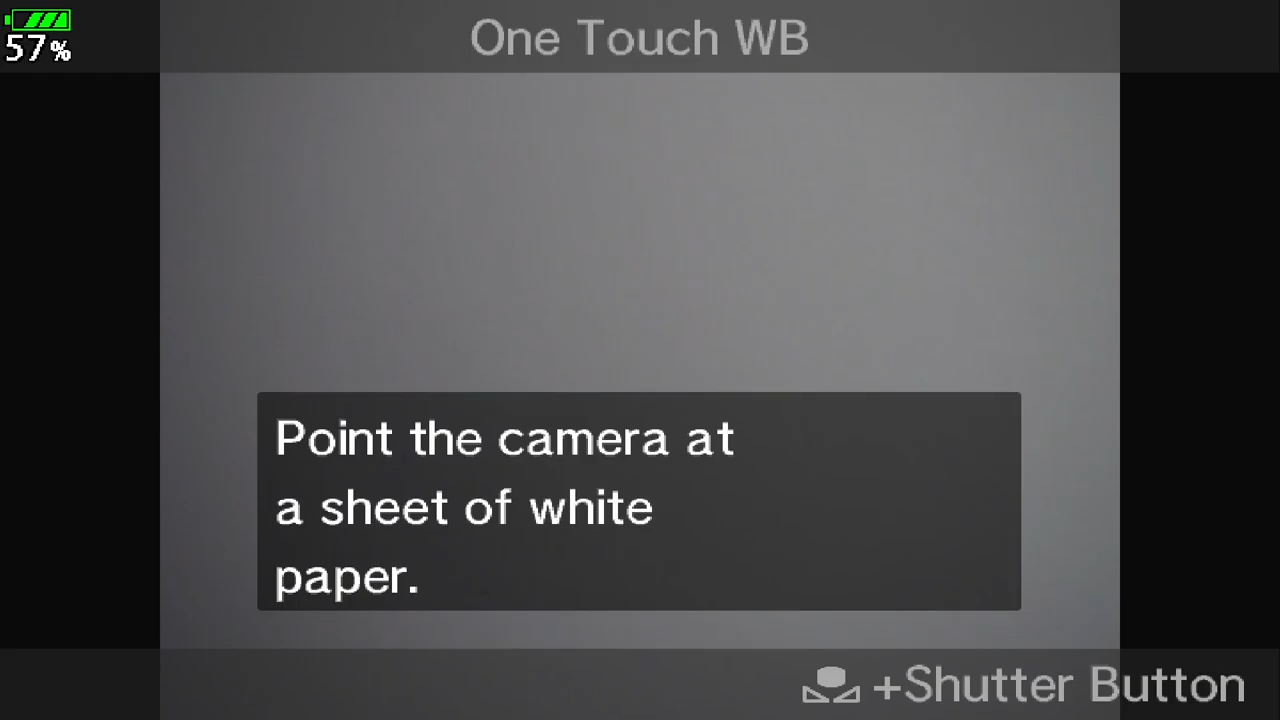 57%
One Touch WB
Point the camera at
a sheet of white
paper.
+Shutter Button